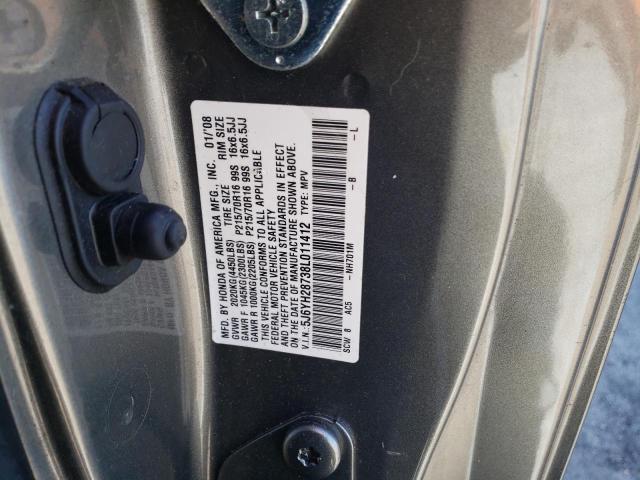 MFD. BY HONDA OF AMERICA MFG., INC. 01/'08
GVWR 2020KG(4450LBS) TIRE SIZE RIM SIZE
GAWR F 1045KG(2300LBS) P215/70R16 99S 16x6.5JJ
GAWR R 1000KG(2205LBS) P215/70R16 99S 16x6.5JJ
THIS VEHICLE CONFORMS TO ALL APPLICABLE
FEDERAL MOTOR VEHICLE SAFETY
AND THEFT PREVENTION STANDARDS IN EFFECT
ON THE DATE OF MANUFACTURE SHOWN ABOVE.
V.I.N.: 5J6YH28738L011412 TYPE: MPV
SCW 8 AC5 -NH701M -B -L